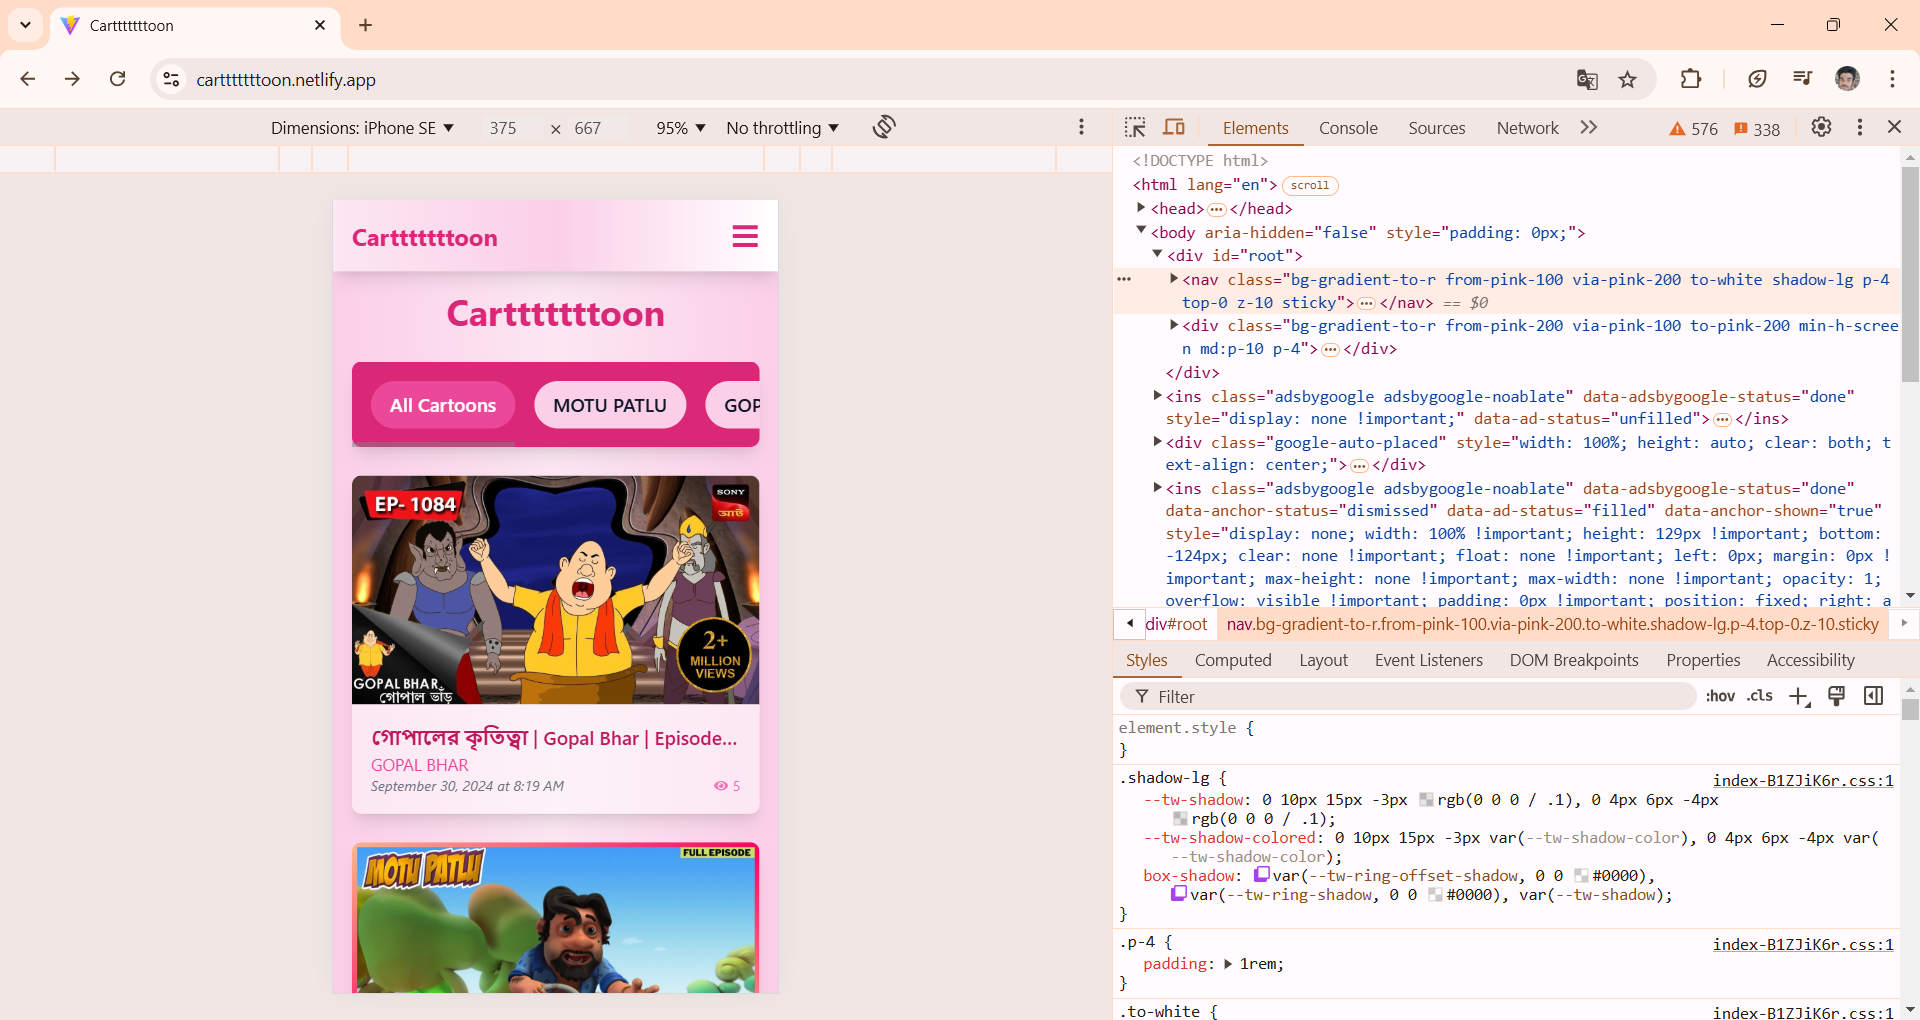 Cartttttttoon
carttttttttoon.netlify.app
Dimensions: iPhone SE
375 × 667
95%
No throttling
Elements
Console
Sources
Network
576
338
Carttttttttoon
Carttttttttoon
All Cartoons
MOTU PATLU
GOP
EP- 1084
SONY
আট
2+
MILLION
VIEWS
GOPAL BHAR
গোপাল ভাঁড়
গোপালের কৃতিত্বা | Gopal Bhar | Episode...
GOPAL BHAR
September 30, 2024 at 8:19 AM
5
MOTU PATLU
FULL EPISODE
<!DOCTYPE html>
<html lang="en"> scroll
<head> ••• </head>
<body aria-hidden="false" style="padding: 0px;">
<div id="root">
<nav class="bg-gradient-to-r from-pink-100 via-pink-200 to-white shadow-lg p-4
top-0 z-10 sticky"> ••• </nav> == $0
<div class="bg-gradient-to-r from-pink-200 via-pink-100 to-pink-200 min-h-scree
n md:p-10 p-4"> ••• </div>
</div>
<ins class="adsbygoogle adsbygoogle-noablate" data-adsbygoogle-status="done"
style="display: none !important;" data-ad-status="unfilled"> ••• </ins>
<div class="google-auto-placed" style="width: 100%; height: auto; clear: both; t
ext-align: center;"> ••• </div>
<ins class="adsbygoogle adsbygoogle-noablate" data-adsbygoogle-status="done"
data-anchor-status="dismissed" data-ad-status="filled" data-anchor-shown="true"
style="display: none; width: 100% !important; height: 129px !important; bottom:
-124px; clear: none !important; float: none !important; left: 0px; margin: 0px !
important; max-height: none !important; max-width: none !important; opacity: 1;
overflow: visible !important; padding: 0px !important; position: fixed; right: a
div#root
nav.bg-gradient-to-r.from-pink-100.via-pink-200.to-white.shadow-lg.p-4.top-0.z-10.sticky
Styles
Computed
Layout
Event Listeners
DOM Breakpoints
Properties
Accessibility
Filter
:hov .cls
element.style {
}
.shadow-lg {
index-B1ZJiK6r.css:1
--tw-shadow: 0 10px 15px -3px rgb(0 0 0 / .1), 0 4px 6px -4px
rgb(0 0 0 / .1);
--tw-shadow-colored: 0 10px 15px -3px var(--tw-shadow-color), 0 4px 6px -4px var(
--tw-shadow-color);
box-shadow: var(--tw-ring-offset-shadow, 0 0 #0000),
var(--tw-ring-shadow, 0 0 #0000), var(--tw-shadow);
}
.p-4 {
index-B1ZJiK6r.css:1
padding: 1rem;
}
.to-white {
index-B1ZJiK6r.css:1